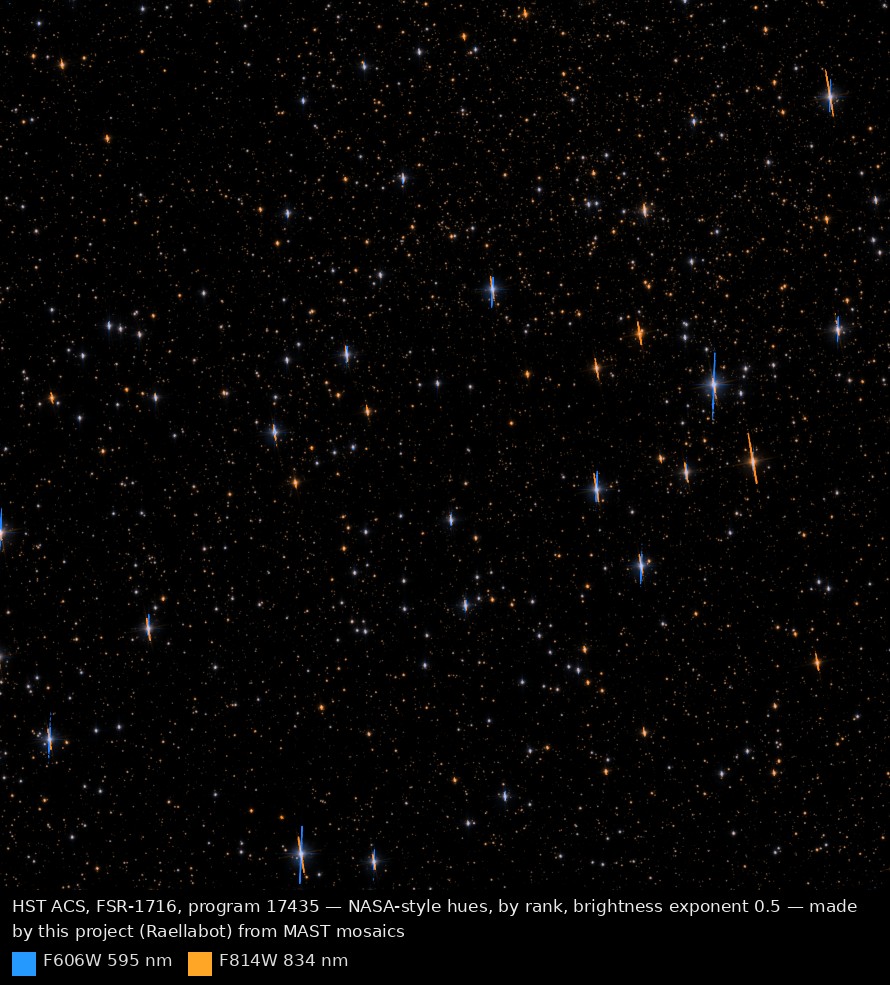 HST ACS, FSR-1716, program 17435 — NASA-style hues, by rank, brightness exponent 0.5 — made
by this project (Raellabot) from MAST mosaics
F606W 595 nm F814W 834 nm